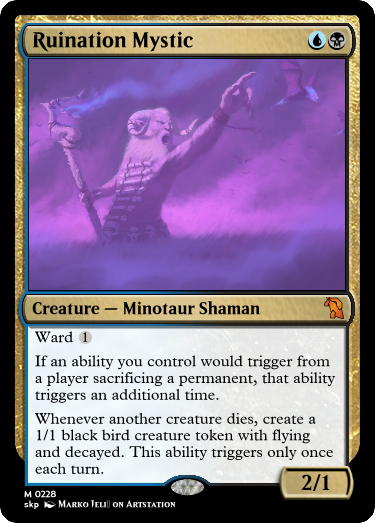 Ruination Mystic
Creature — Minotaur Shaman
Ward 1
If an ability you control would trigger from
a player sacrificing a permanent, that ability
triggers an additional time.
Whenever another creature dies, create a
1/1 black bird creature token with flying
and decayed. This ability triggers only once
each turn.
2/1
M 0228
skp Marko Jeli▯ on Artstation